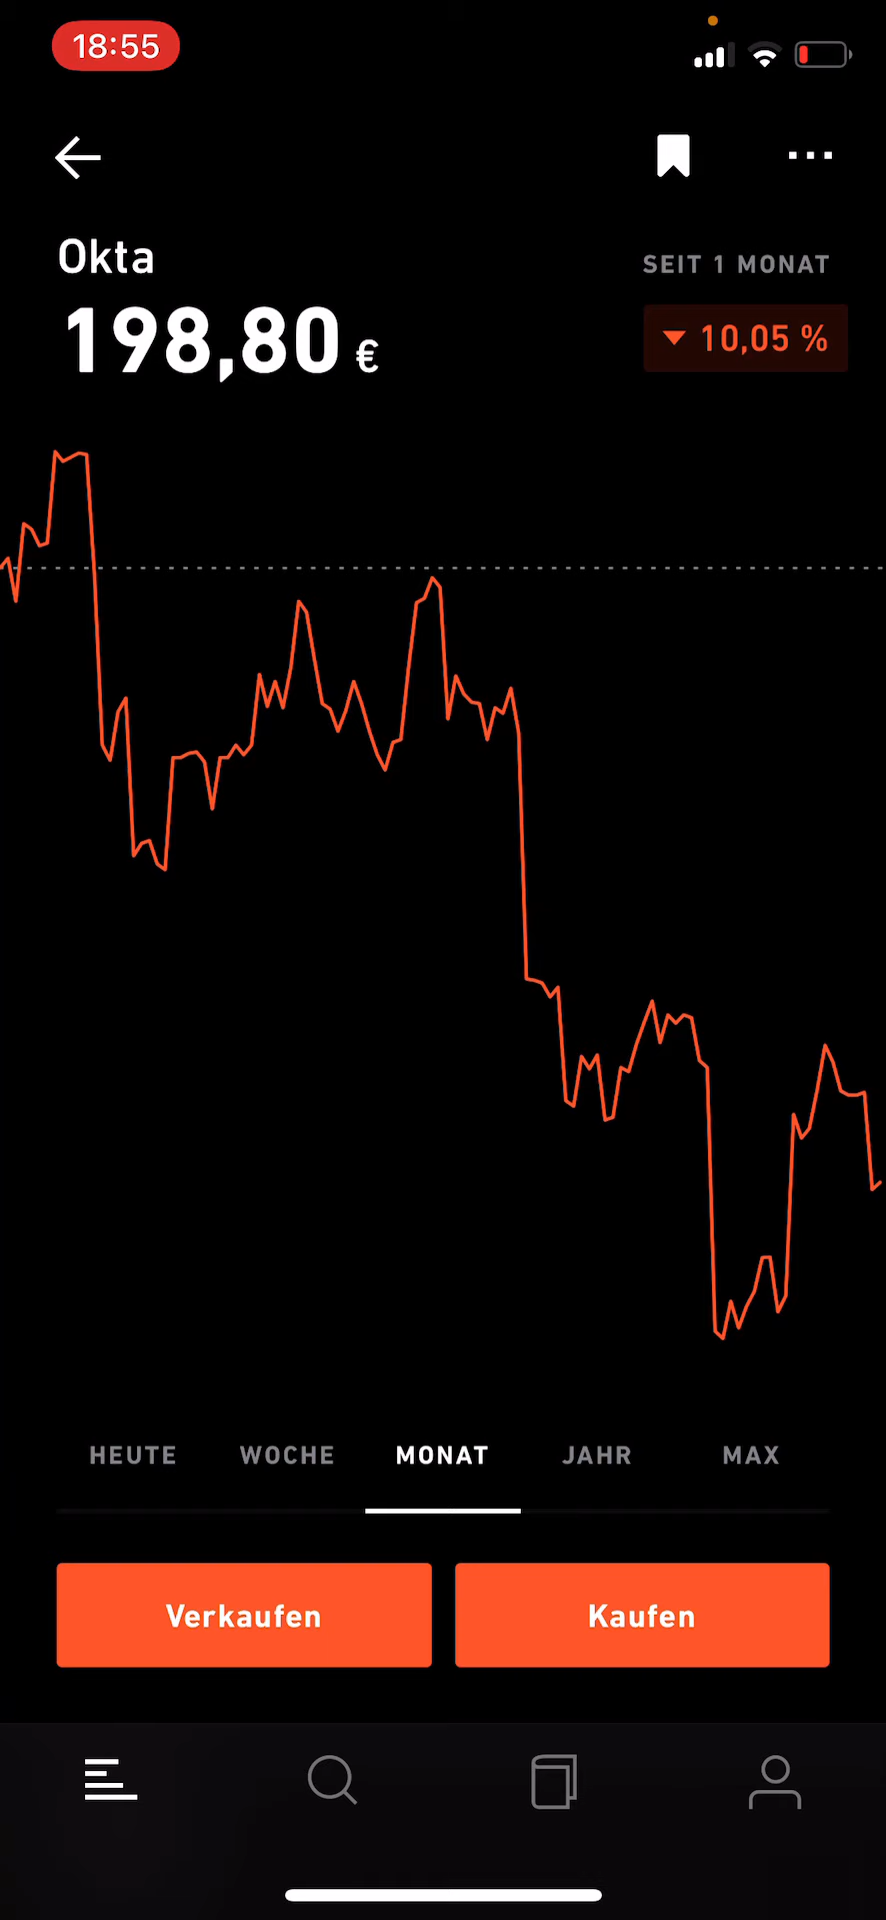 18:55
Okta
SEIT 1 MONAT
198,80 €
▼ 10,05 %
HEUTE WOCHE MONAT JAHR MAX
Verkaufen Kaufen